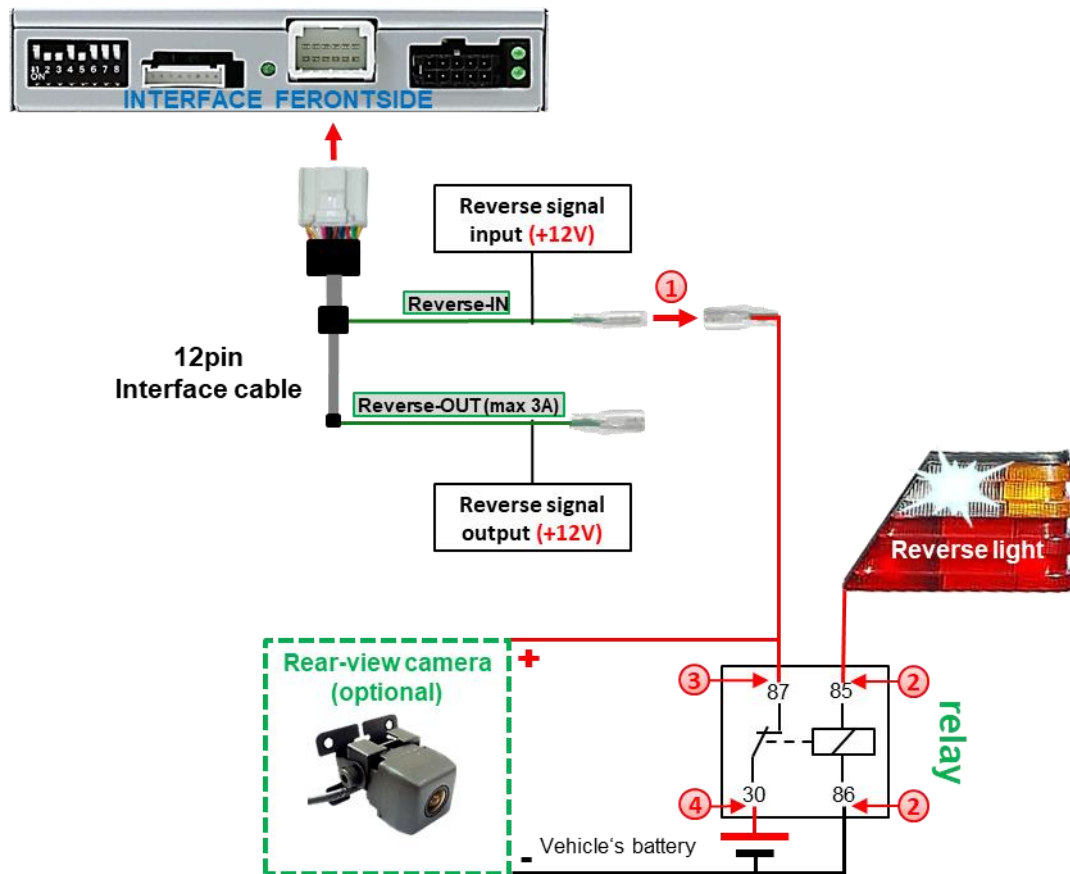 #1 2 3 4 5 6 7 8
ON
INTERFACE FERONTSIDE
Reverse signal
input (+12V)
Reverse-IN
1
12pin
Interface cable
Reverse-OUT (max 3A)
Reverse signal
output (+12V)
Reverse light
Rear-view camera
(optional)
+
3
87
85
2
relay
4
30
86
2
-
Vehicle‘s battery